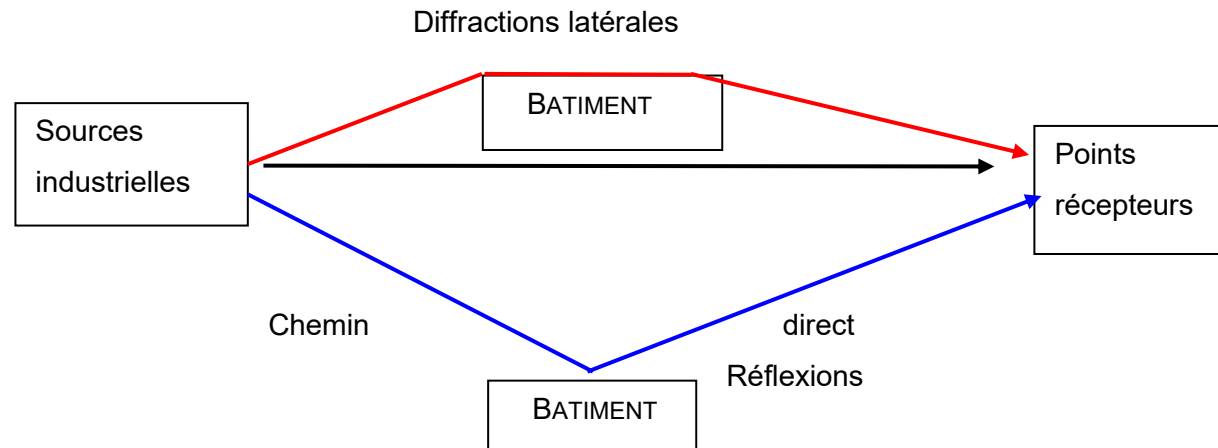 Diffractions latérales
BATIMENT
Sources
industrielles
Points
récepteurs
Chemin direct
Réflexions
BATIMENT